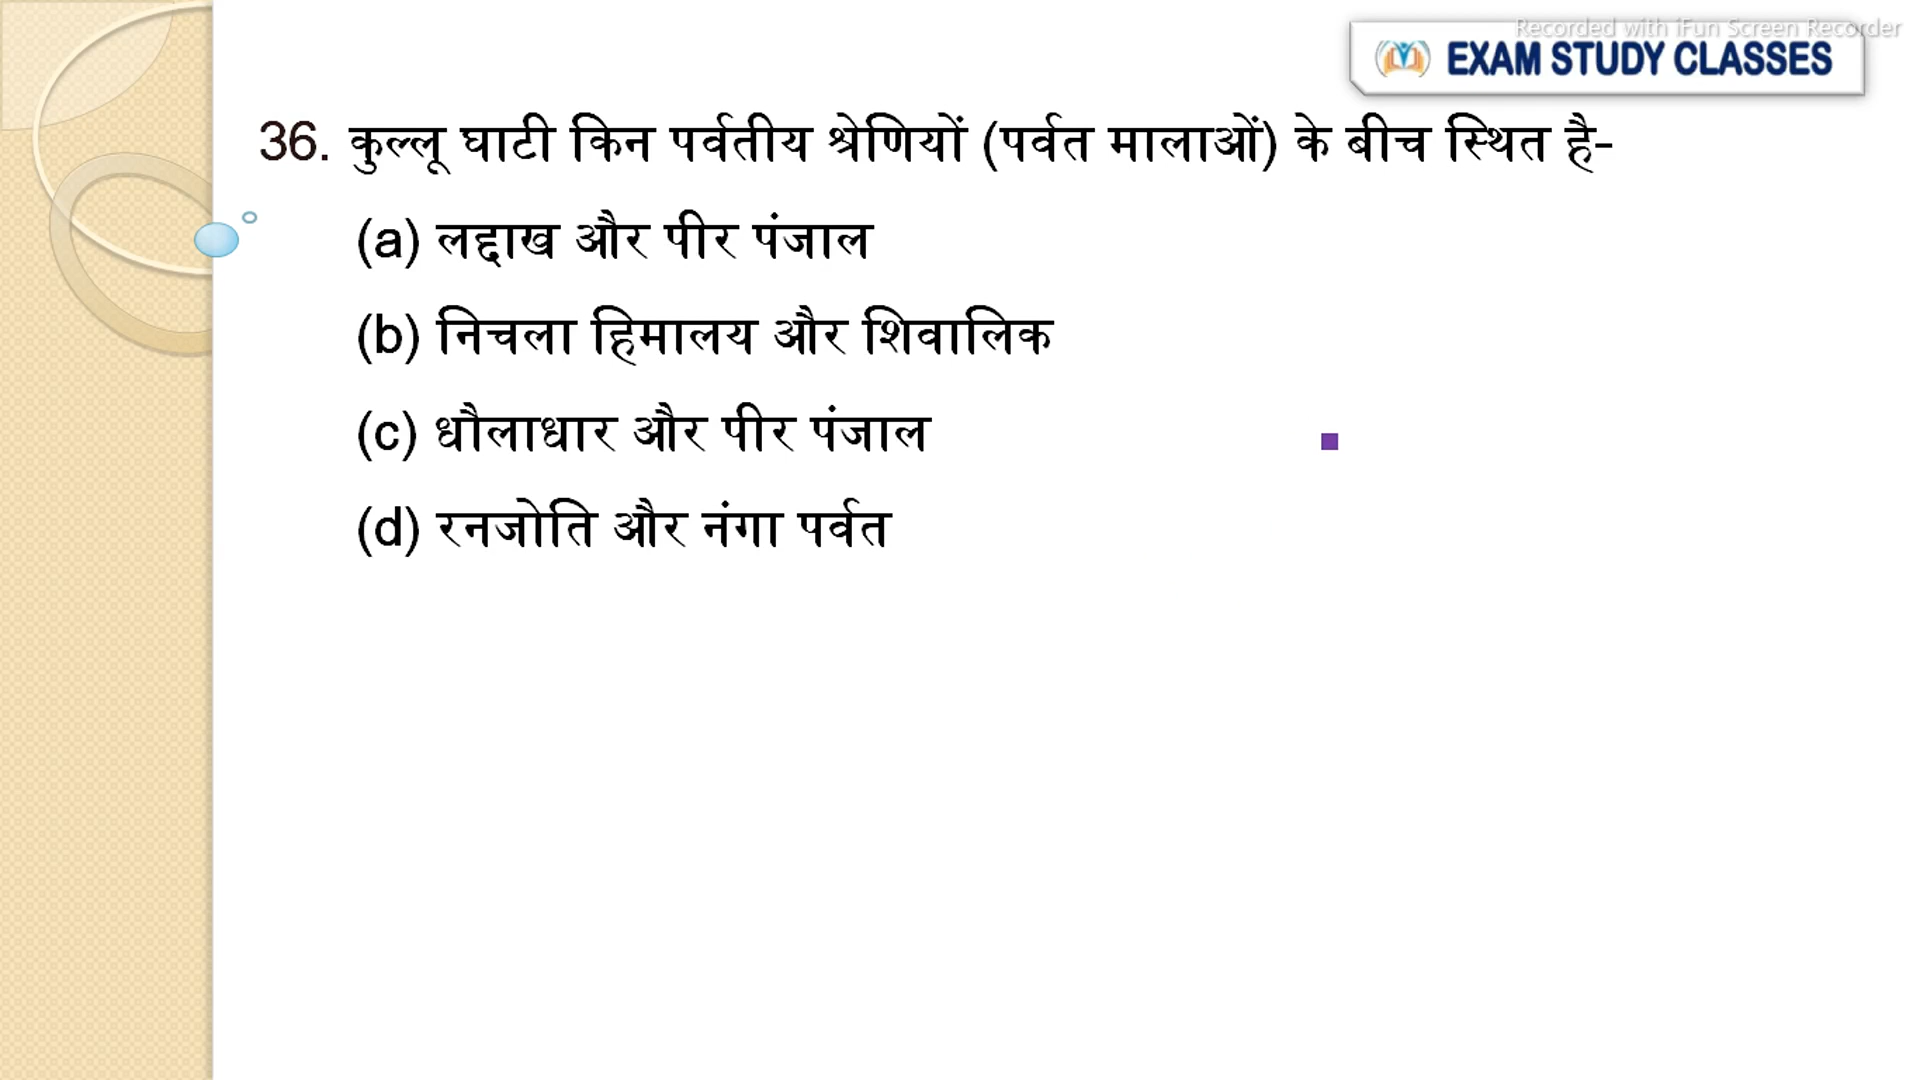 Recorded with iFun Screen Recorder
EXAM STUDY CLASSES
36. कुल्लू घाटी किन पर्वतीय श्रेणियों (पर्वत मालाओं) के बीच स्थित है-
(a) लद्दाख और पीर पंजाल
(b) निचला हिमालय और शिवालिक
(c) धौलाधार और पीर पंजाल
(d) रनजोति और नंगा पर्वत